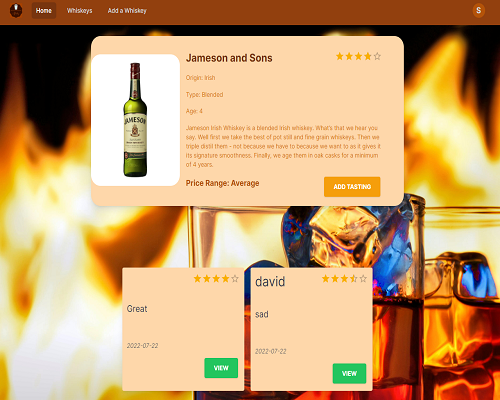 Home Whiskeys Add a Whiskey S
Jameson and Sons
Origin: Irish
Type: Blended
Age: 4
Jameson Irish Whiskey is a blended Irish whiskey. What's that we hear you
say. Well first we take the best of pot still and fine grain whiskeys. Then we
triple distil them - not because we have to because we want to as it gives it
its signature smoothness. Finally, we age them in oak casks for a minimum
of 4 years.
Price Range: Average
ADD TASTING
JAMESON
Great
2022-07-22
VIEW
david
sad
2022-07-22
VIEW